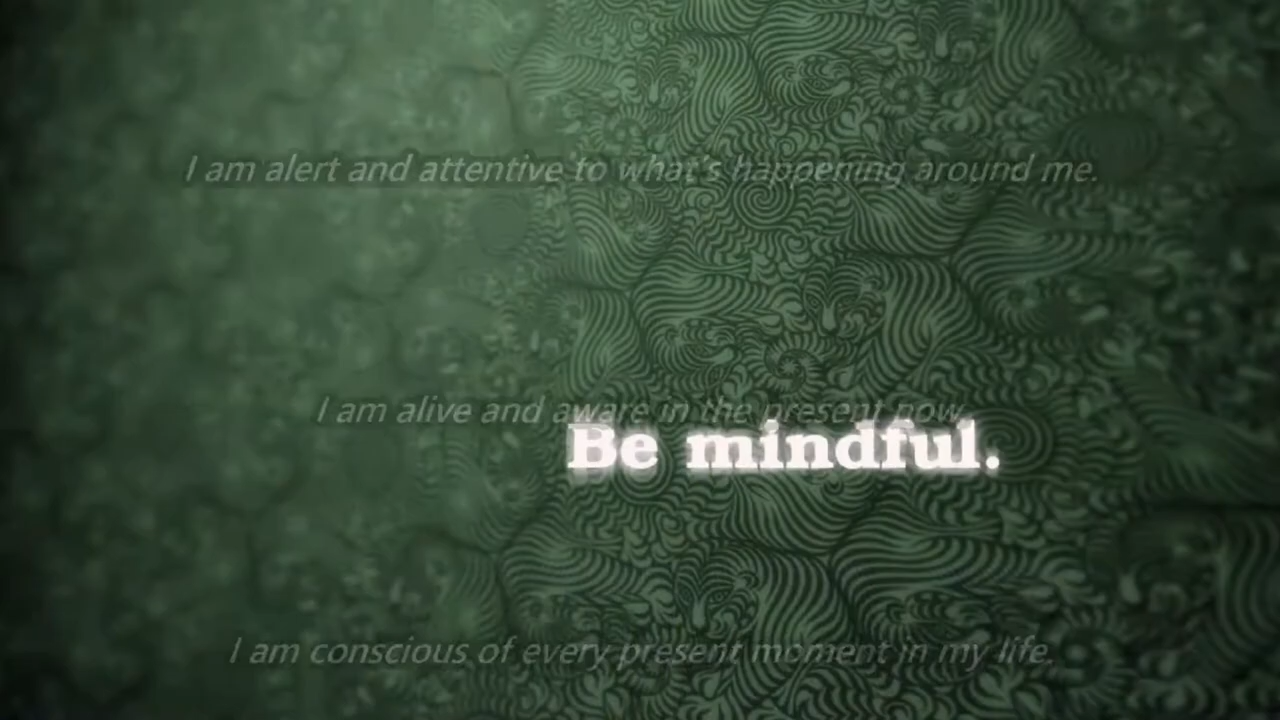 I am alert and attentive to what's happening around me.
I am alive and aware in the present now.
Be mindful.
I am conscious of every present moment in my life.